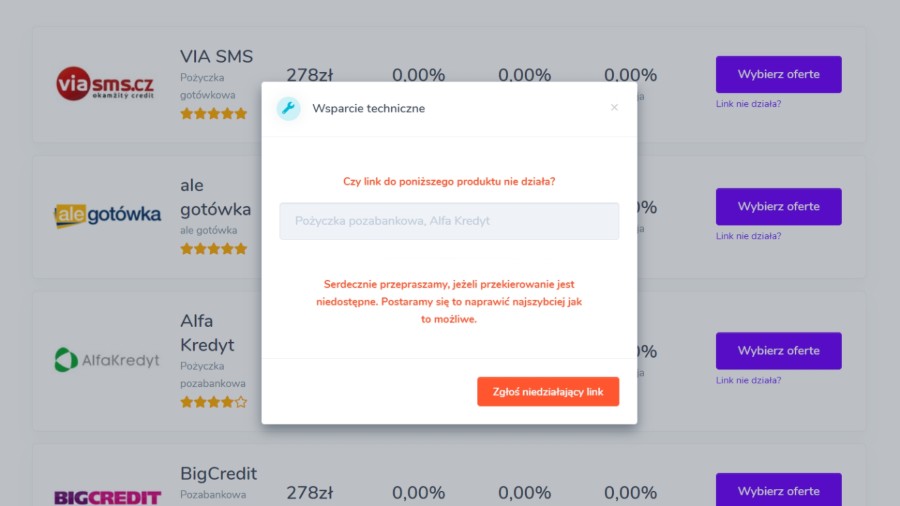 VIA SMS
via sms.cz
okamžitý credit
Pożyczka
gotówkowa
278zł
0,00%
0,00%
0,00%
Wybierz oferte
Link nie działa?
Wsparcie techniczne
×
Czy link do poniższego produktu nie działa?
Pożyczka pozabankowa, Alfa Kredyt
Serdecznie przepraszamy, jeżeli przekierowanie jest
niedostępne. Postaramy się to naprawić najszybciej jak
to możliwe.
Zgłoś niedziałający link
ale
gotówka
ale gotówka
ale gotówka
Wybierz oferte
Link nie działa?
Alfa
Kredyt
AlfaKredyt
Pożyczka
pozabankowa
Wybierz oferte
Link nie działa?
BigCredit
BIGCREDIT
Pozabankowa
278zł
0,00%
0,00%
0,00%
Wybierz oferte